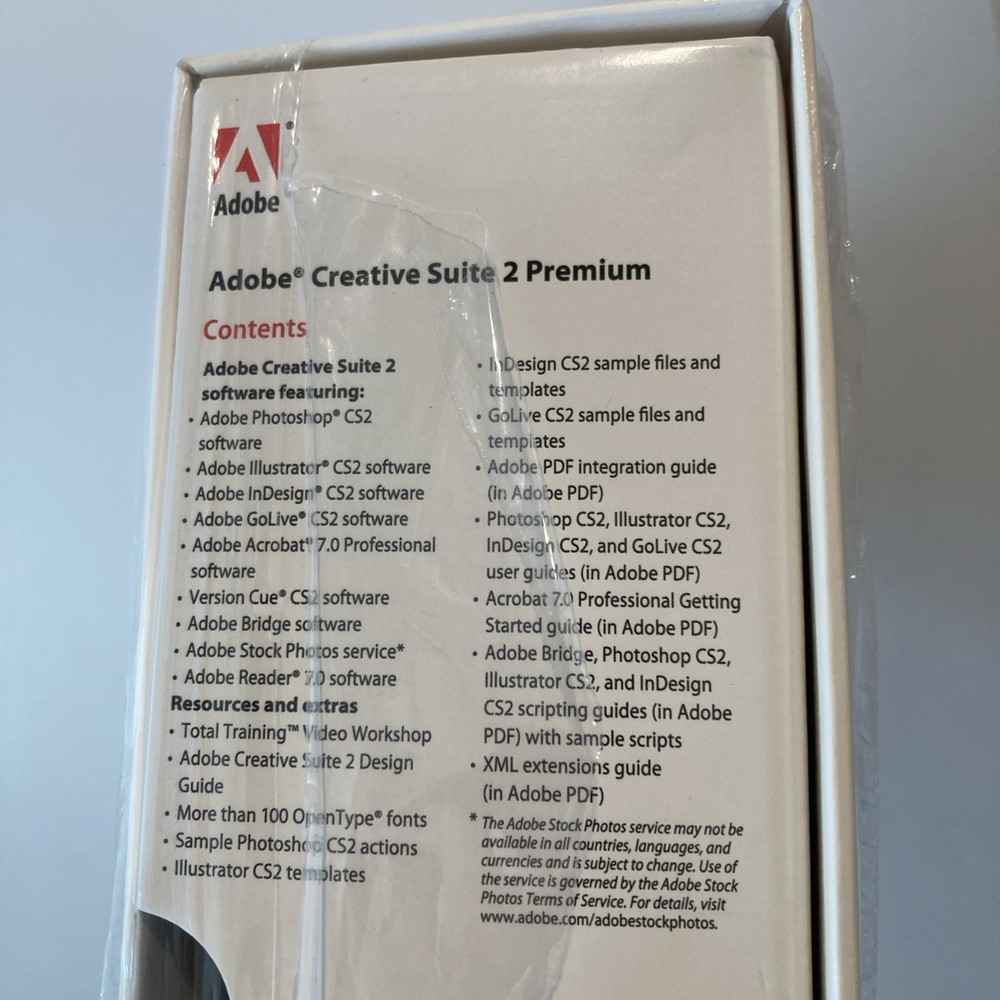 Adobe
Adobe® Creative Suite 2 Premium
Contents
Adobe Creative Suite 2
software featuring:
• Adobe Photoshop® CS2
software
• Adobe Illustrator® CS2 software
• Adobe InDesign® CS2 software
• Adobe GoLive® CS2 software
• Adobe Acrobat® 7.0 Professional
software
• Version Cue® CS2 software
• Adobe Bridge software
• Adobe Stock Photos service*
• Adobe Reader® 7.0 software
Resources and extras
• Total Training™ Video Workshop
• Adobe Creative Suite 2 Design
Guide
• More than 100 OpenType® fonts
• Sample Photoshop CS2 actions
• Illustrator CS2 templates
• InDesign CS2 sample files and
templates
• GoLive CS2 sample files and
templates
• Adobe PDF integration guide
(in Adobe PDF)
• Photoshop CS2, Illustrator CS2,
InDesign CS2, and GoLive CS2
user guides (in Adobe PDF)
• Acrobat 7.0 Professional Getting
Started guide (in Adobe PDF)
• Adobe Bridge, Photoshop CS2,
Illustrator CS2, and InDesign
CS2 scripting guides (in Adobe
PDF) with sample scripts
• XML extensions guide
(in Adobe PDF)
* The Adobe Stock Photos service may not be
available in all countries, languages, and
currencies and is subject to change. Use of
the service is governed by the Adobe Stock
Photos Terms of Service. For details, visit
www.adobe.com/adobestockphotos.